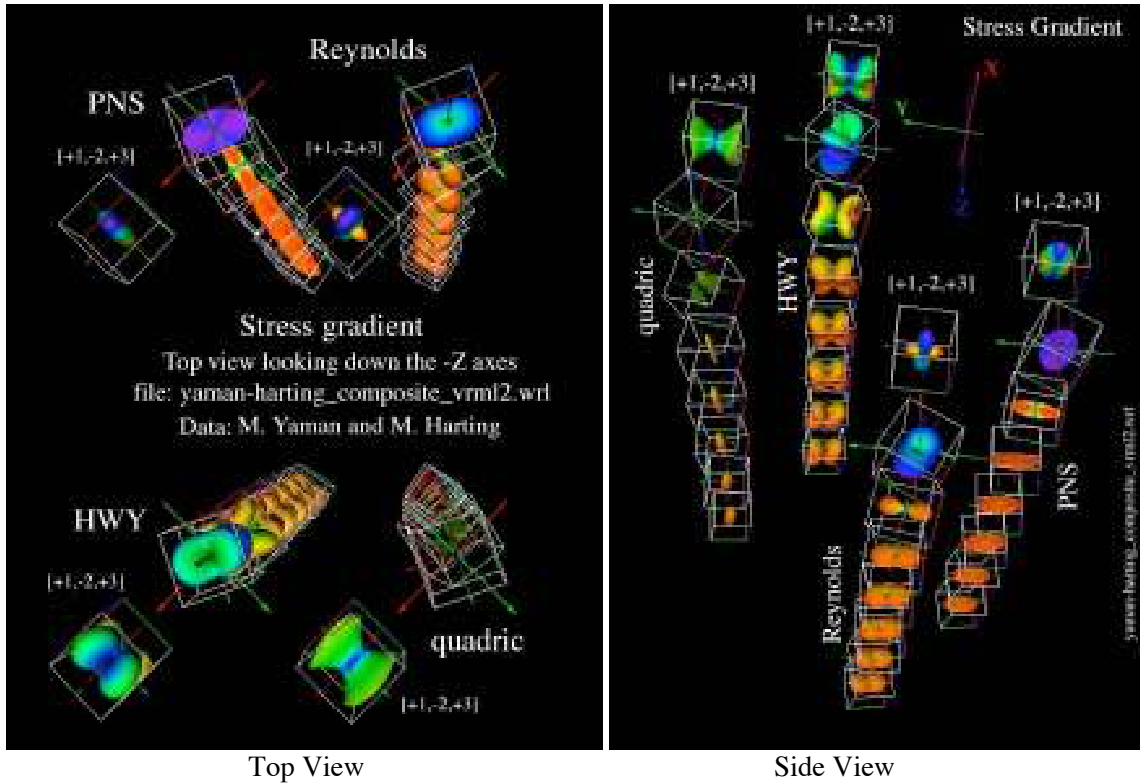 Reynolds
PNS
[+1,-2,+3]
[+1,-2,+3]
Stress gradient
Top view looking down the -Z axes
file: yaman-harting_composite_vrml2.wrl
Data: M. Yaman and M. Harting
HWY
[+1,-2,+3]
quadric
[+1,-2,+3]
Top View
[+1,-2,+3]
Stress Gradient
[+1,-2,+3]
X
Y
Z
[+1,-2,+3]
quadric
HWY
[+1,-2,+3]
PNS
Reynolds
Side View